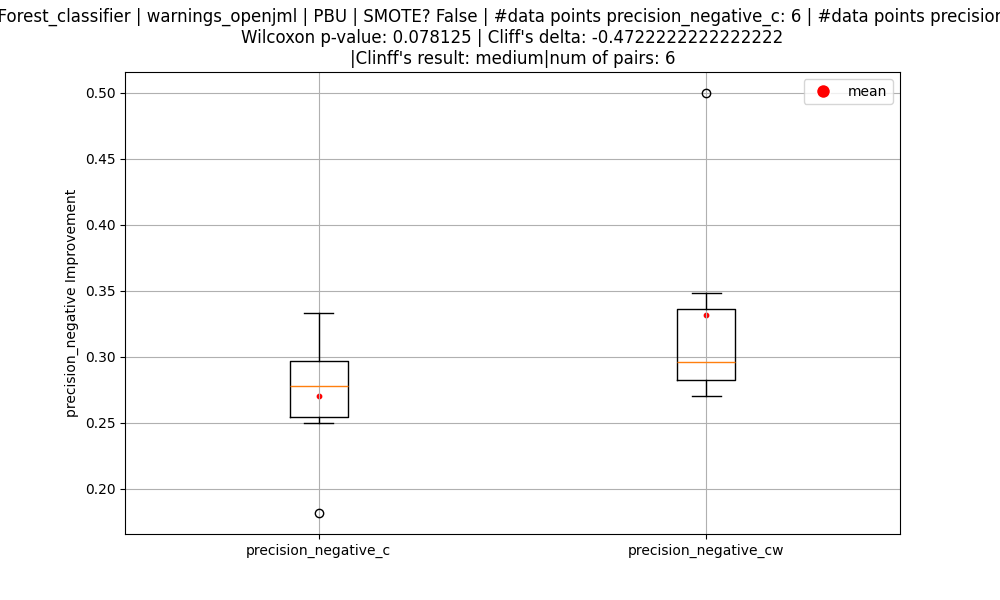 Forest_classifier | warnings_openjml | PBU | SMOTE? False | #data points precision_negative_c: 6 | #data points precision
Wilcoxon p-value: 0.078125 | Cliff's delta: -0.4722222222222222
|Clinff's result: medium|num of pairs: 6
mean
0.50
0.45
0.40
0.35
0.30
0.25
0.20
precision_negative Improvement
precision_negative_c
precision_negative_cw